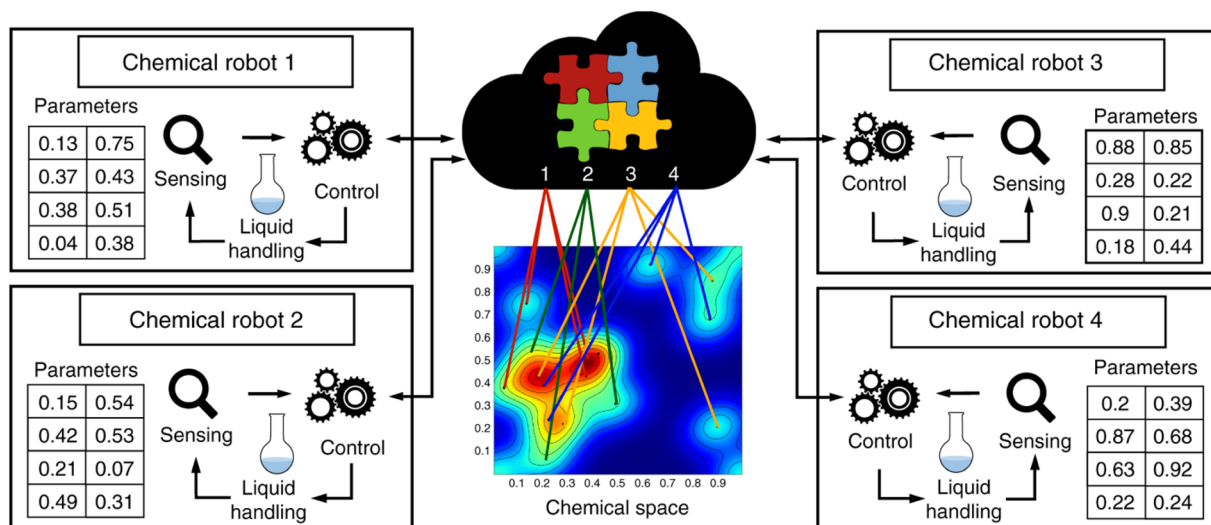 Chemical robot 1
Parameters
0.13 0.75
0.37 0.43
0.38 0.51
0.04 0.38
Sensing
Control
Liquid
handling
Chemical robot 2
Parameters
0.15 0.54
0.42 0.53
0.21 0.07
0.49 0.31
Sensing
Control
Liquid
handling
1 2 3 4
0.9
0.8
0.7
0.6
0.5
0.4
0.3
0.2
0.1
0.1 0.2 0.3 0.4 0.5 0.6 0.7 0.8 0.9
Chemical space
Chemical robot 3
Parameters
0.88 0.85
0.28 0.22
0.9 0.21
0.18 0.44
Control
Sensing
Liquid
handling
Chemical robot 4
Parameters
0.2 0.39
0.87 0.68
0.63 0.92
0.22 0.24
Control
Sensing
Liquid
handling